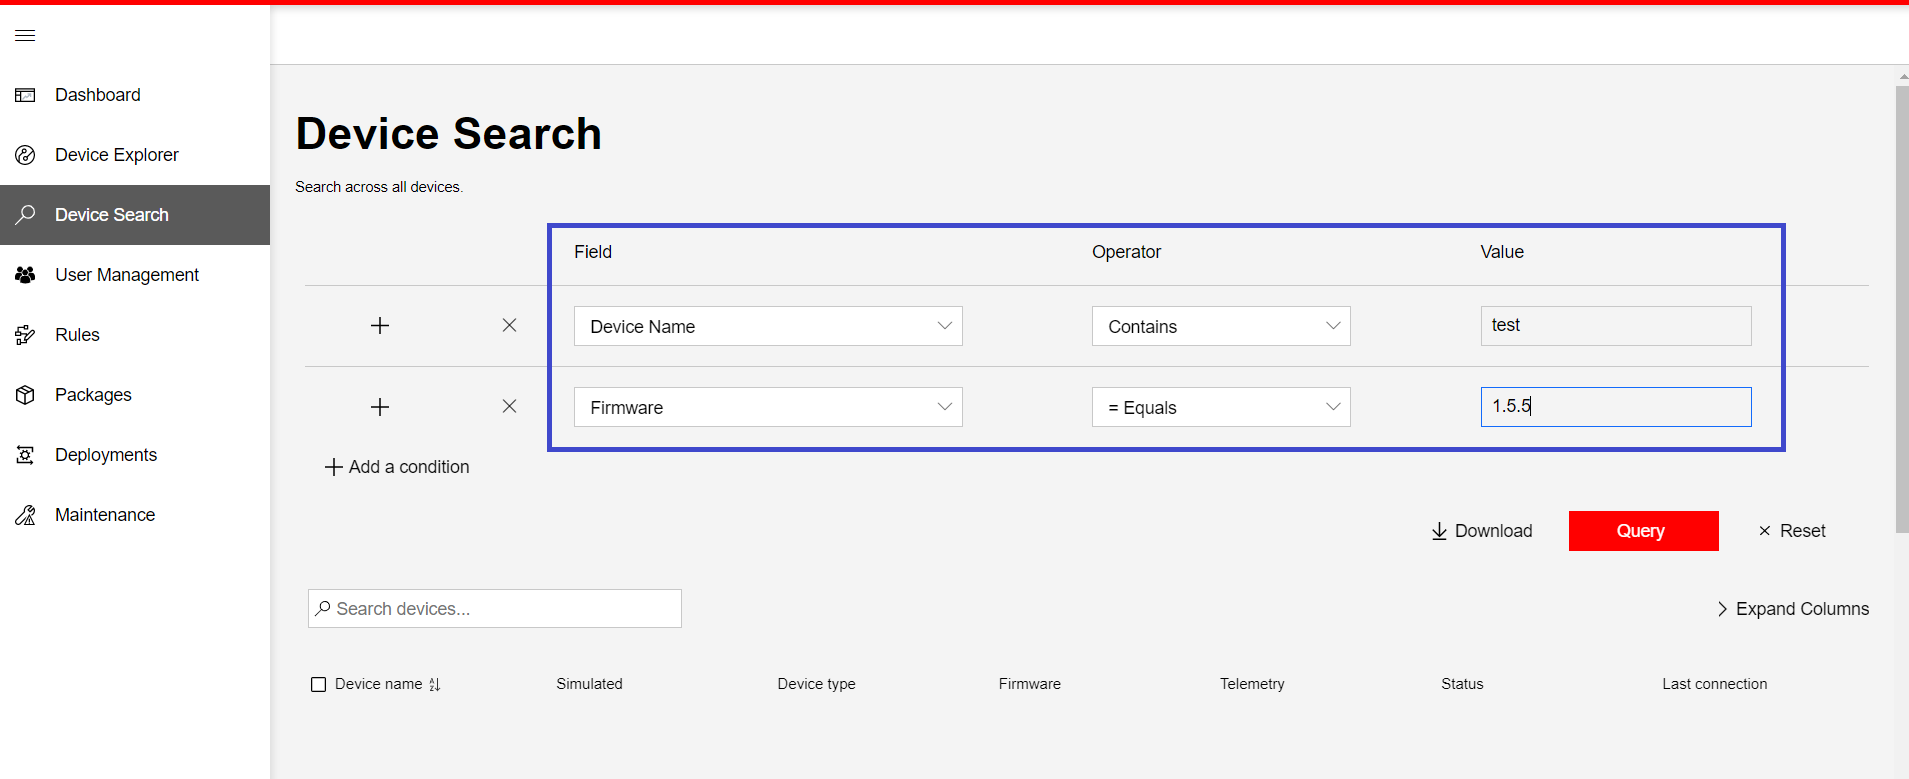 Dashboard
Device Explorer
Device Search
User Management
Rules
Packages
Deployments
Maintenance
Device Search
Search across all devices.
Field Operator Value
Device Name Contains test
Firmware = Equals 1.5.5
Add a condition
Download Query Reset
Search devices... Expand Columns
Device name Simulated Device type Firmware Telemetry Status Last connection